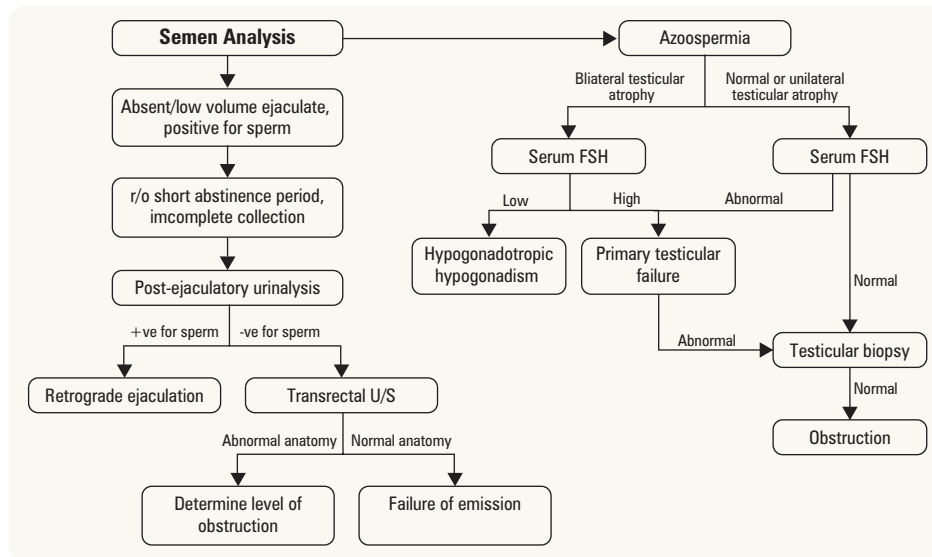 Semen Analysis
Azoospermia
Absent/low volume ejaculate,
positive for sperm
r/o short abstinence period,
imcomplete collection
Post-ejaculatory urinalysis
+ve for sperm
-ve for sperm
Retrograde ejaculation
Transrectal U/S
Abnormal anatomy
Normal anatomy
Determine level of
obstruction
Failure of emission
Bliateral testicular
atrophy
Normal or unilateral
testicular atrophy
Serum FSH
Serum FSH
Low
High
Abnormal
Hypogonadotropic
hypogonadism
Primary testicular
failure
Normal
Abnormal
Testicular biopsy
Normal
Obstruction